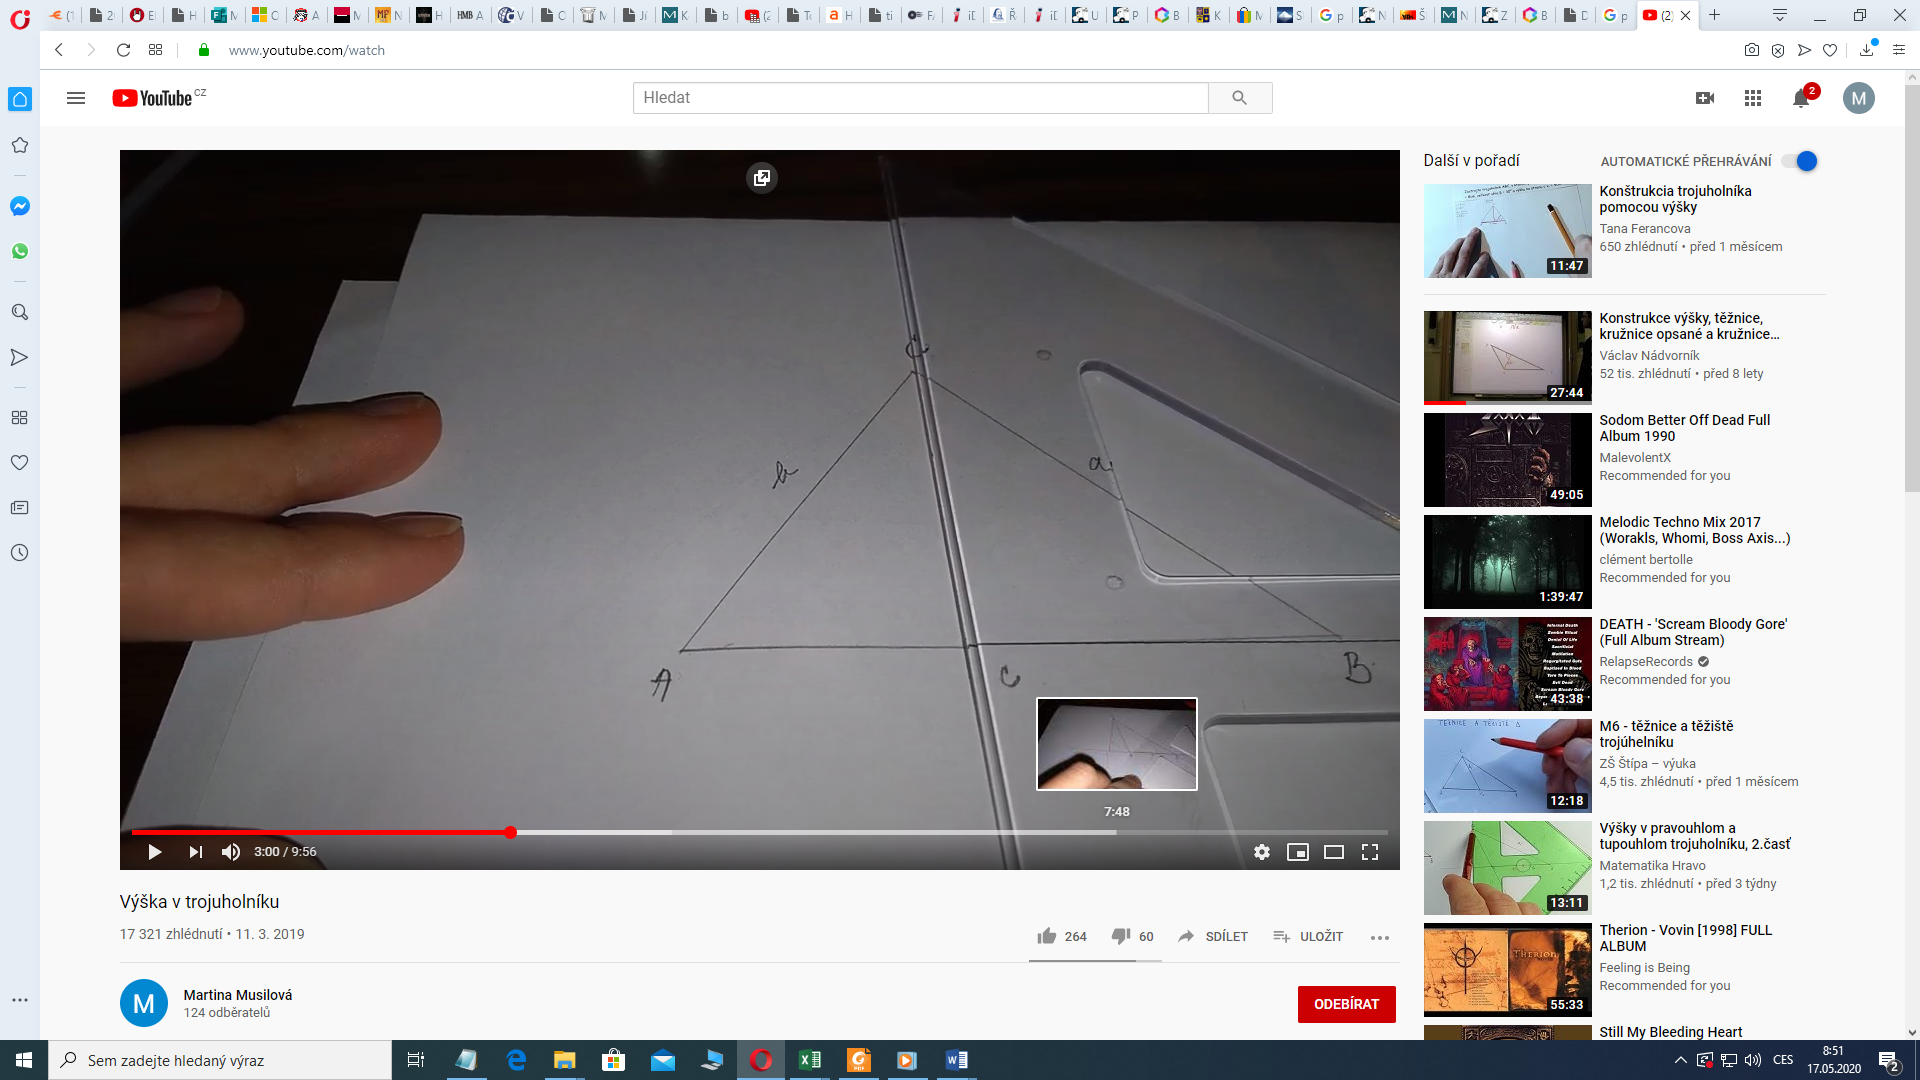 www.youtube.com/watch
YouTube CZ
Hledat
2
M
C
b
a
A
c
B
7:48
3:00 / 9:56
Výška v trojuholníku
17 321 zhlédnutí • 11. 3. 2019
264
60
SDÍLET
ULOŽIT
M
Martina Musilová
124 odběratelů
ODEBÍRAT
Další v pořadí
AUTOMATICKÉ PŘEHRÁVÁNÍ
11:47
Konštrukcia trojuholníka
pomocou výšky
Tana Ferancova
650 zhlédnutí • před 1 měsícem
27:44
Konstrukce výšky, těžnice,
kružnice opsané a kružnice…
Václav Nádvorník
52 tis. zhlédnutí • před 8 lety
49:05
Sodom Better Off Dead Full
Album 1990
MalevolentX
Recommended for you
1:39:47
Melodic Techno Mix 2017
(Worakls, Whomi, Boss Axis...)
clément bertolle
Recommended for you
43:38
DEATH - 'Scream Bloody Gore'
(Full Album Stream)
RelapseRecords
Recommended for you
12:18
M6 - těžnice a těžiště
trojúhelníku
ZŠ Štípa – výuka
4,5 tis. zhlédnutí • před 1 měsícem
13:11
Výšky v pravouhlom a
tupouhlom trojuholníku, 2.časť
Matematika Hravo
1,2 tis. zhlédnutí • před 3 týdny
THERION
55:33
Therion - Vovin [1998] FULL
ALBUM
Feeling is Being
Recommended for you
Still My Bleeding Heart
Sem zadejte hledaný výraz
CES
8:51
17.05.2020
2